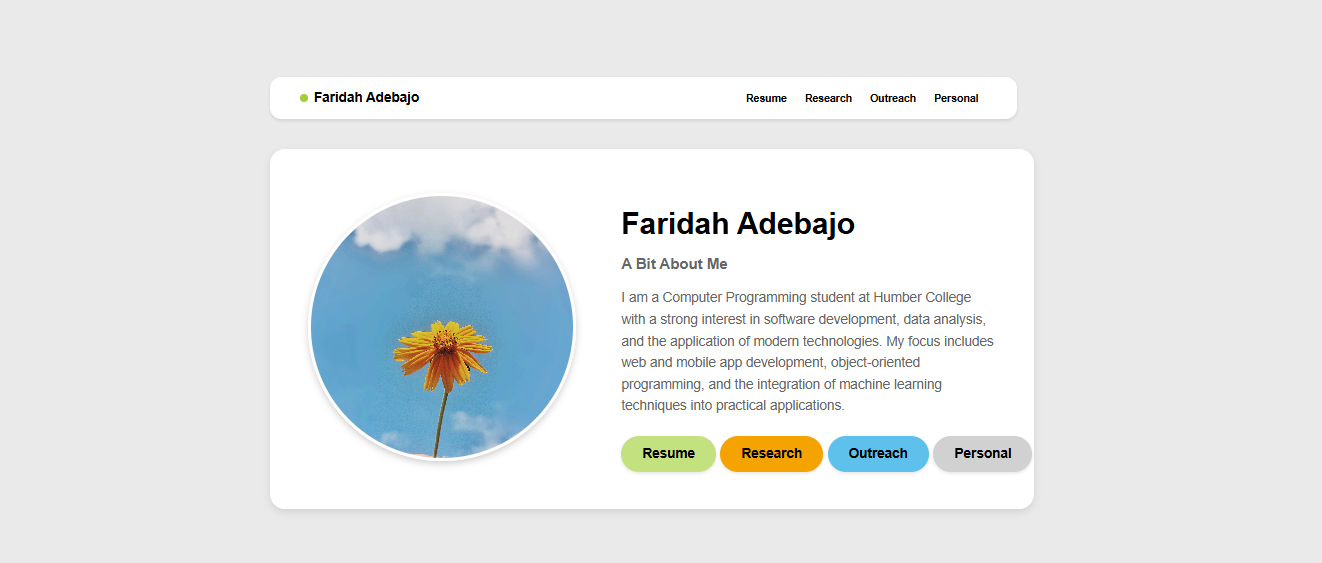 Faridah Adebajo
Resume Research Outreach Personal
Faridah Adebajo
A Bit About Me
I am a Computer Programming student at Humber College
with a strong interest in software development, data analysis,
and the application of modern technologies. My focus includes
web and mobile app development, object-oriented
programming, and the integration of machine learning
techniques into practical applications.
Resume Research Outreach Personal